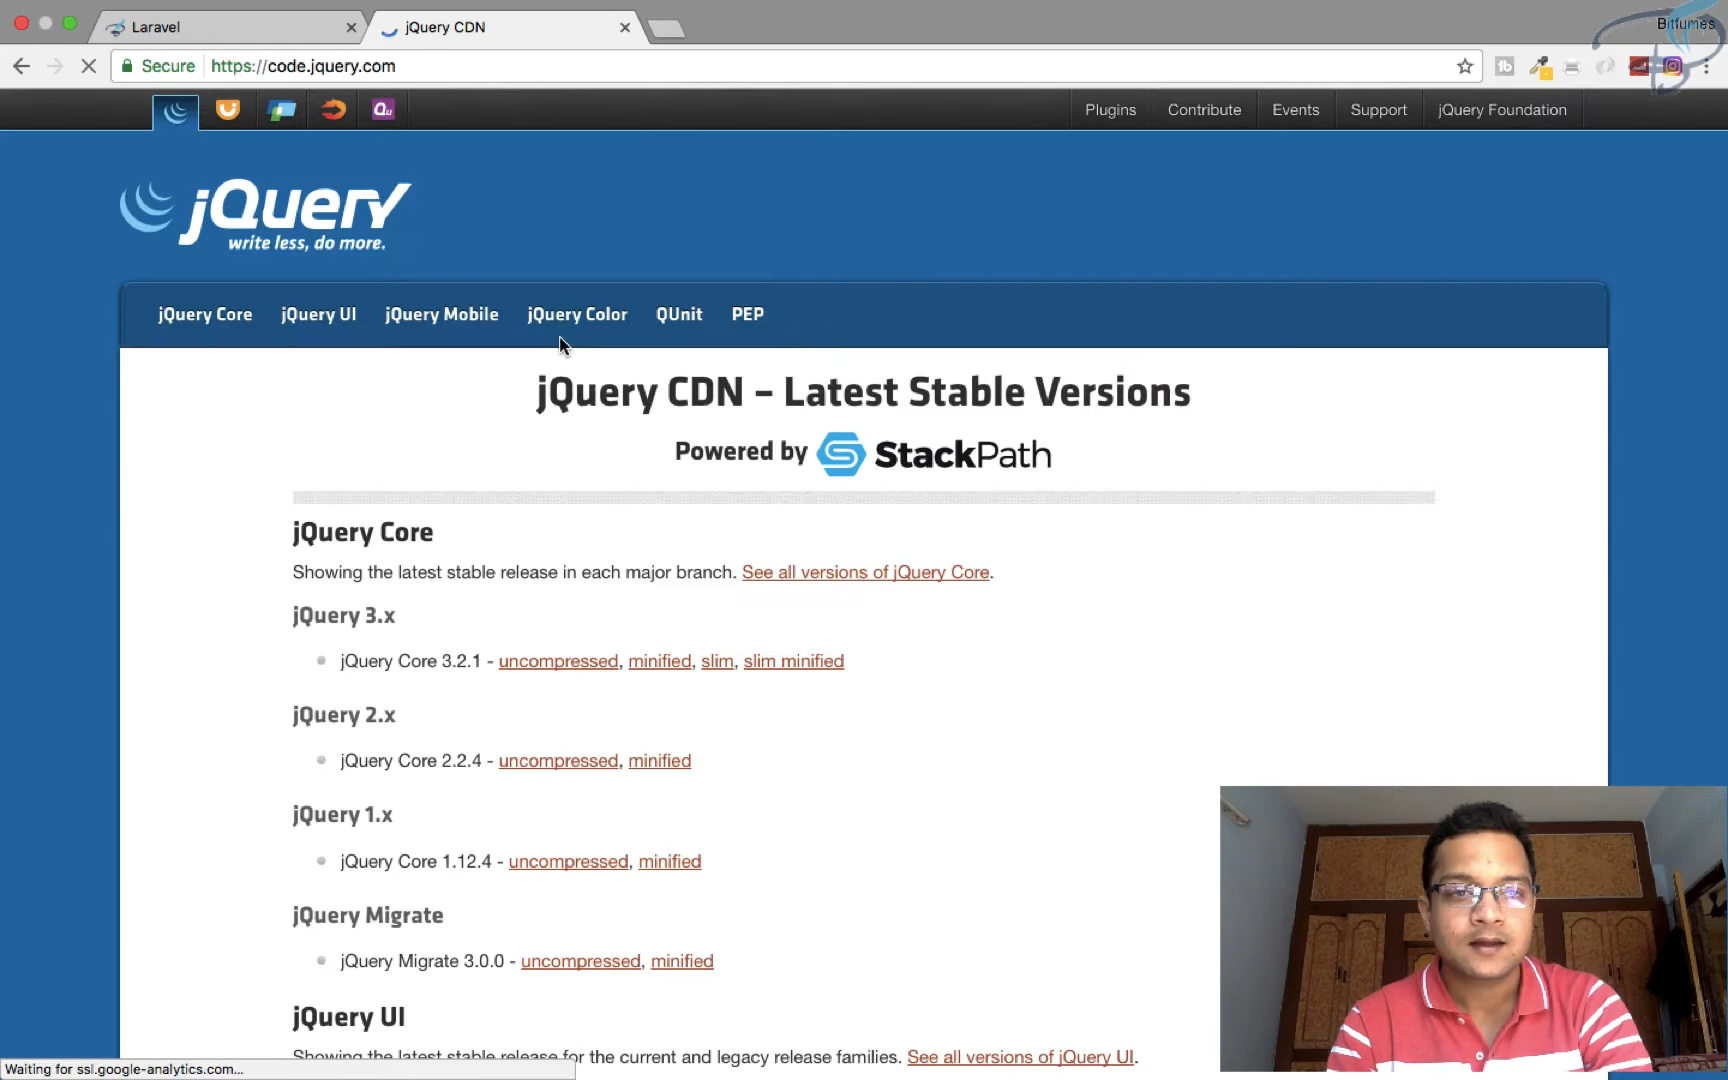 Laravel
jQuery CDN
Bitfumes
Secure
https://code.jquery.com
Plugins
Contribute
Events
Support
jQuery Foundation
jQuery
write less, do more.
jQuery Core
jQuery UI
jQuery Mobile
jQuery Color
QUnit
PEP
jQuery CDN – Latest Stable Versions
Powered by StackPath
jQuery Core
Showing the latest stable release in each major branch. See all versions of jQuery Core.
jQuery 3.x
jQuery Core 3.2.1 - uncompressed, minified, slim, slim minified
jQuery 2.x
jQuery Core 2.2.4 - uncompressed, minified
jQuery 1.x
jQuery Core 1.12.4 - uncompressed, minified
jQuery Migrate
jQuery Migrate 3.0.0 - uncompressed, minified
jQuery UI
Showing the latest stable release for the current and legacy release families. See all versions of jQuery UI.
Waiting for ssl.google-analytics.com...